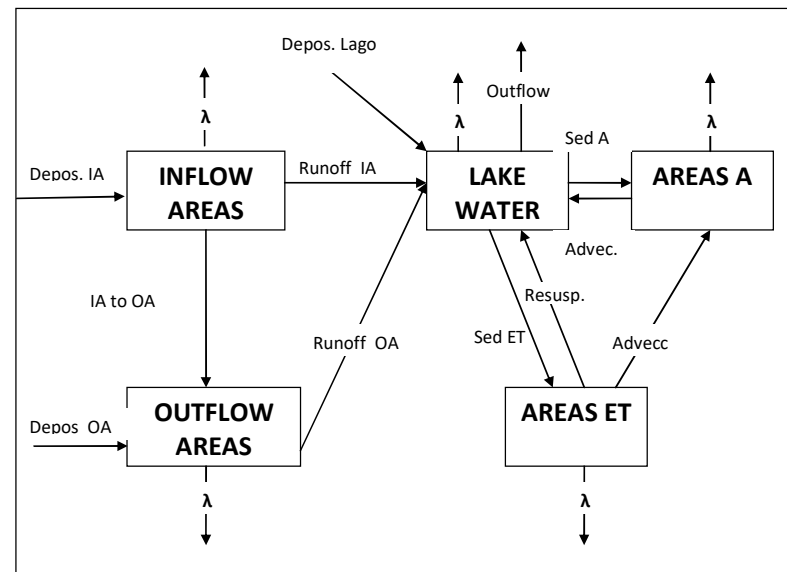 Depos. Lago
Outflow
λ
λ
λ
Sed A
Depos. IA
INFLOW
AREAS
Runoff IA
LAKE
WATER
AREAS A
Advec.
IA to OA
Resusp.
Runoff OA
Sed ET
Advecc
Depos OA
OUTFLOW
AREAS
AREAS ET
λ
λ